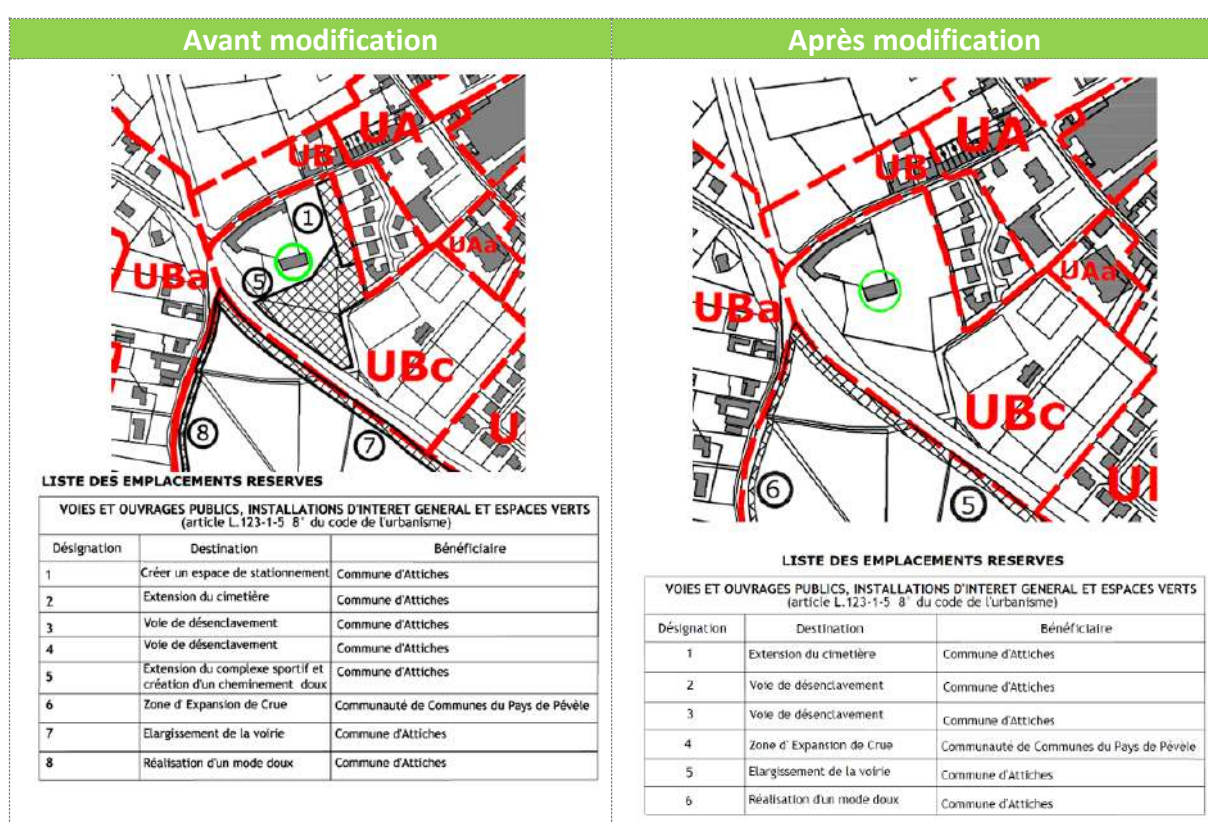 Avant modification
Après modification
UA
UB
1
UAa
5
UBa
UBc
U
8
7
LISTE DES EMPLACEMENTS RESERVES
VOIES ET OUVRAGES PUBLICS, INSTALLATIONS D'INTERET GENERAL ET ESPACES VERTS
(article L.123-1-5 8° du code de l'urbanisme)
Désignation Destination Bénéficiaire
1 Créer un espace de stationnement Commune d'Attiches
2 Extension du cimetière Commune d'Attiches
3 Voie de désenclavement Commune d'Attiches
4 Voie de désenclavement Commune d'Attiches
5 Extension du complexe sportif et
création d'un cheminement doux Commune d'Attiches
6 Zone d' Expansion de Crue Communauté de Communes du Pays de Pévèle
7 Elargissement de la voirie Commune d'Attiches
8 Réalisation d'un mode doux Commune d'Attiches
UA
UB
UAa
UBa
UBc
6
5
LISTE DES EMPLACEMENTS RESERVES
VOIES ET OUVRAGES PUBLICS, INSTALLATIONS D'INTERET GENERAL ET ESPACES VERTS
(article L.123-1-5 8° du code de l'urbanisme)
Désignation Destination Bénéficiaire
1 Extension du cimetière Commune d'Attiches
2 Voie de désenclavement Commune d'Attiches
3 Voie de désenclavement Commune d'Attiches
4 Zone d' Expansion de Crue Communauté de Communes du Pays de Pévèle
5 Elargissement de la voirie Commune d'Attiches
6 Réalisation d'un mode doux Commune d'Attiches